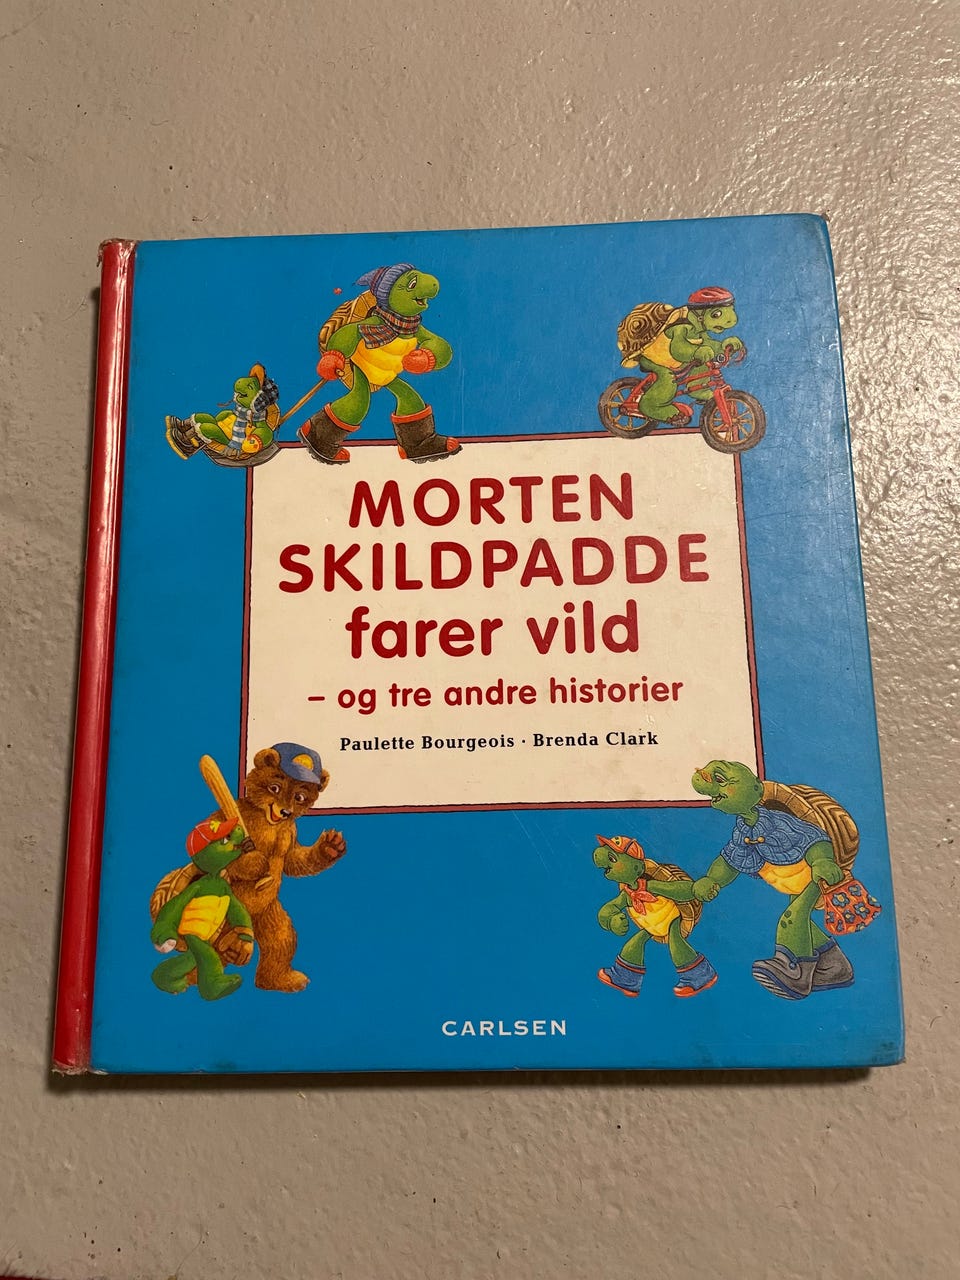 MORTEN
SKILDPADDE
farer vild
– og tre andre historier
Paulette Bourgeois · Brenda Clark
CARLSEN